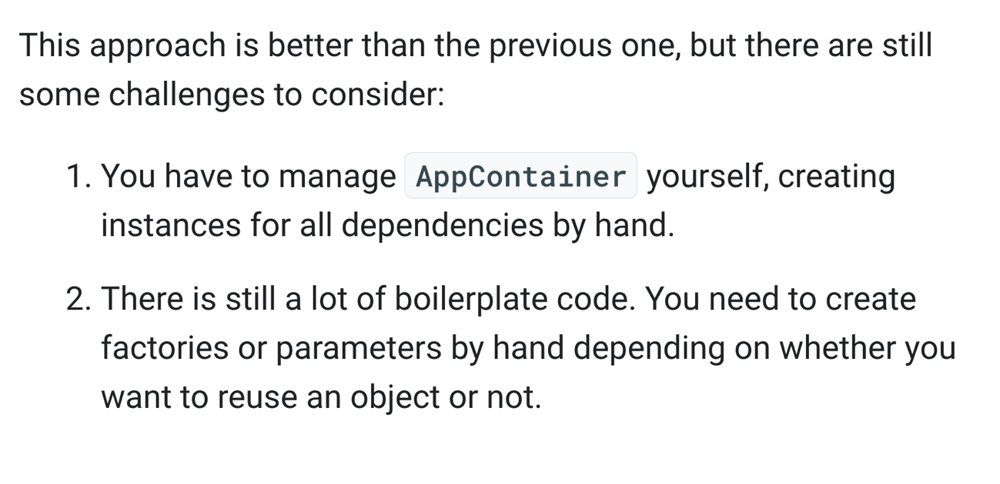 This approach is better than the previous one, but there are still
some challenges to consider:
1. You have to manage AppContainer yourself, creating
instances for all dependencies by hand.
2. There is still a lot of boilerplate code. You need to create
factories or parameters by hand depending on whether you
want to reuse an object or not.